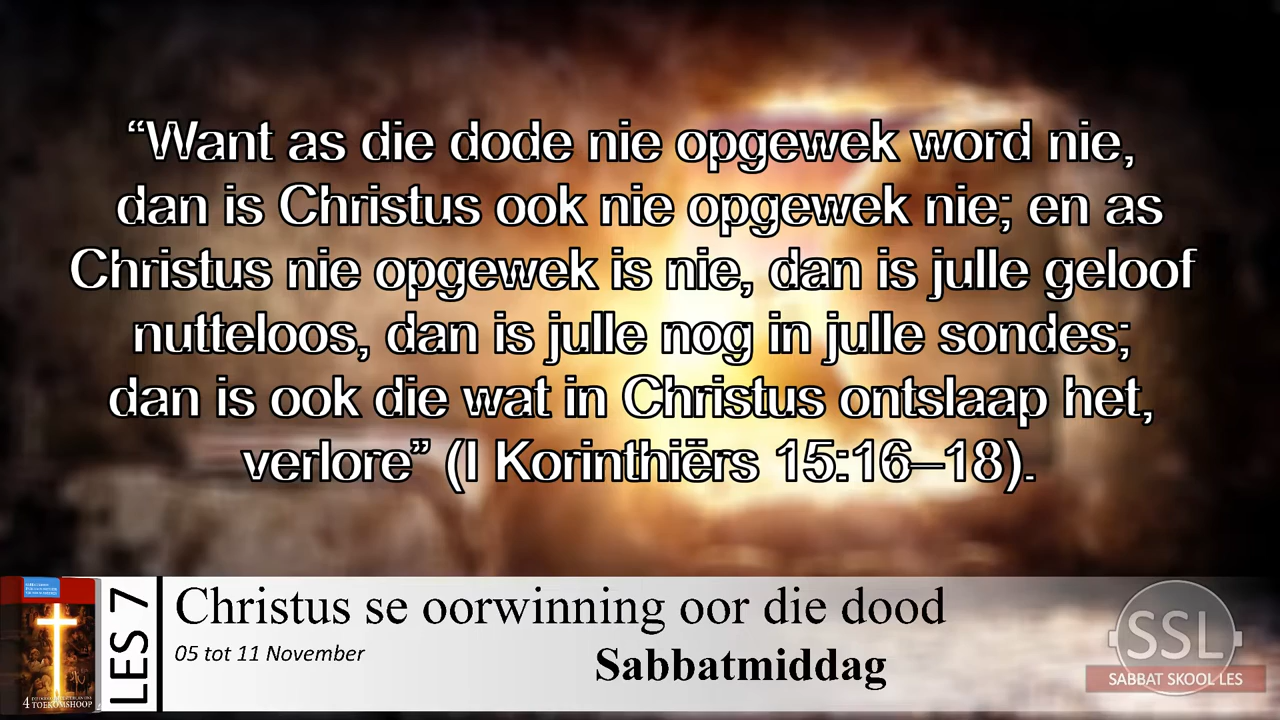 “Want as die dode nie opgewek word nie,
dan is Christus ook nie opgewek nie; en as
Christus nie opgewek is nie, dan is julle geloof
nutteloos, dan is julle nog in julle sondes;
dan is ook die wat in Christus ontslaap het,
verlore” (I Korinthiërs 15:16–18).
LES 7
Christus se oorwinning oor die dood
05 tot 11 November
Sabbatmiddag
SSL
SABBAT SKOOL LES
4
TOEKOMSHOOP